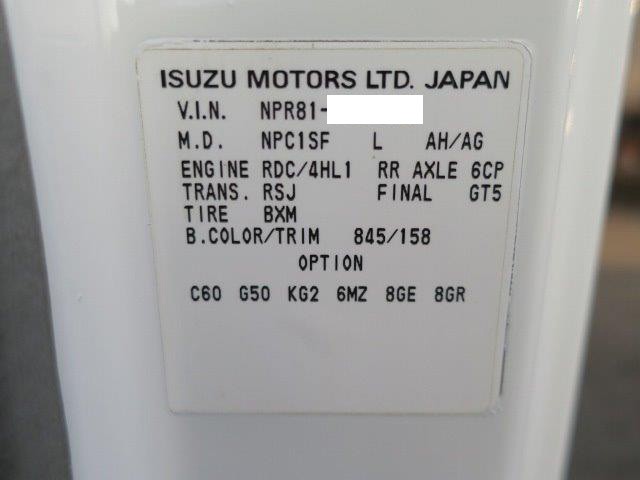 ISUZU MOTORS LTD. JAPAN
V.I.N. NPR81-
M.D. NPC1SF L AH/AG
ENGINE RDC/4HL1 RR AXLE 6CP
TRANS. RSJ FINAL GT5
TIRE BXM
B.COLOR/TRIM 845/158
OPTION
C60 G50 KG2 6MZ 8GE 8GR